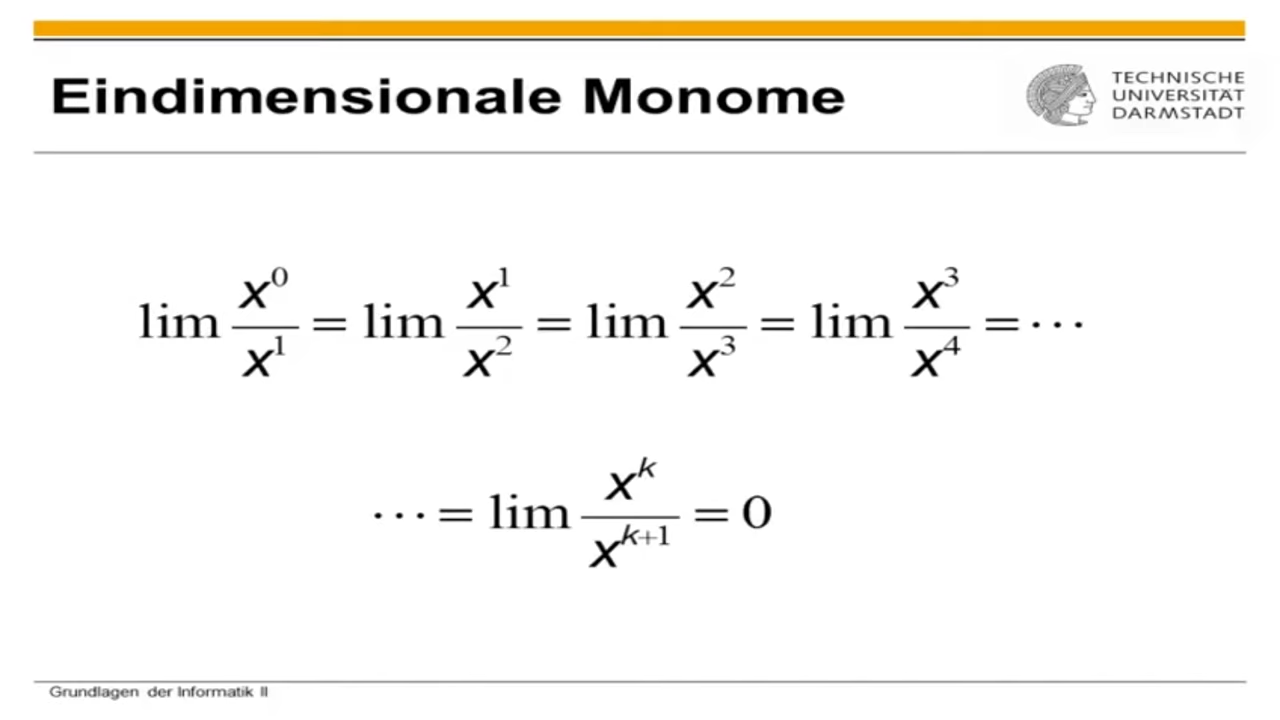 Eindimensionale Monome
TECHNISCHE
UNIVERSITÄT
DARMSTADT
lim x⁰/x¹ = lim x¹/x² = lim x²/x³ = lim x³/x⁴ = ⋯
⋯ = lim xᵏ/xᵏ⁺¹ = 0
Grundlagen der Informatik II